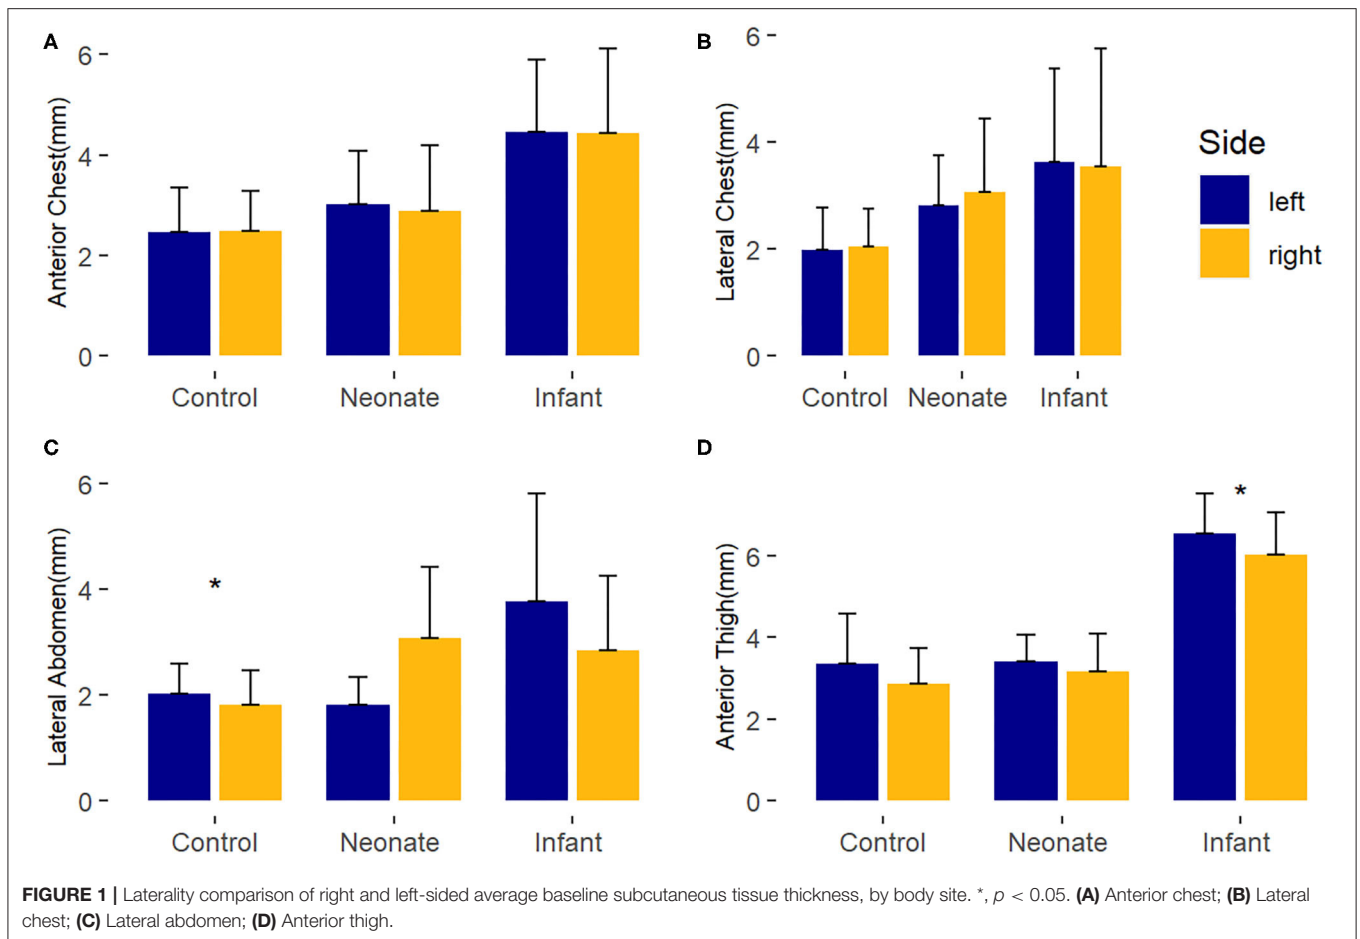 A
Anterior Chest(mm)
6
4
2
0
Control Neonate Infant
B
Lateral Chest(mm)
6
4
2
0
Control Neonate Infant
Side
left
right
C
Lateral Abdomen(mm)
6
4
2
0
*
Control Neonate Infant
D
Anterior Thigh(mm)
6
4
2
0
*
Control Neonate Infant
FIGURE 1 | Laterality comparison of right and left-sided average baseline subcutaneous tissue thickness, by body site. *, p < 0.05. (A) Anterior chest; (B) Lateral
chest; (C) Lateral abdomen; (D) Anterior thigh.